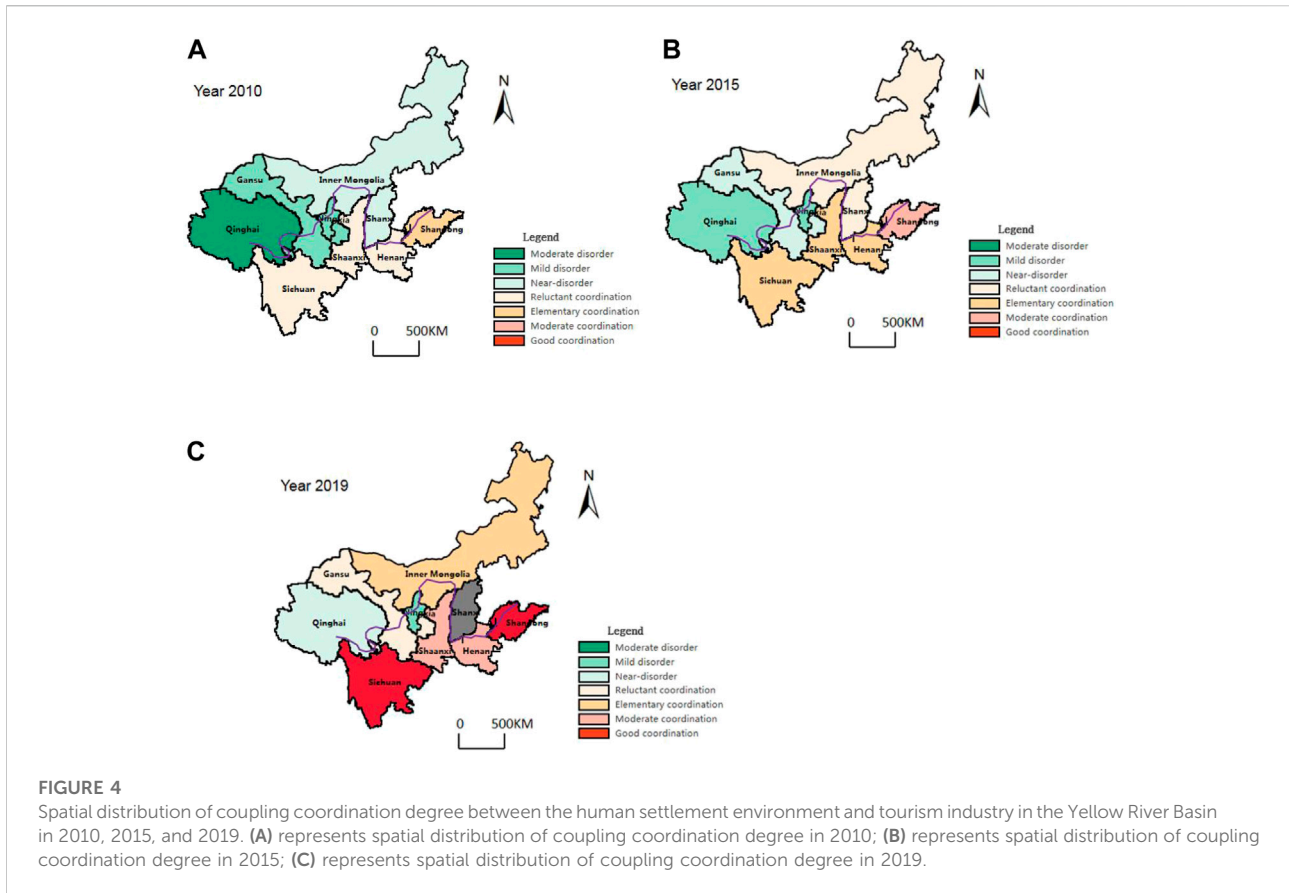 A
Year 2010
N
Gansu
Inner Mongolia
Qinghai
Shanxi
Shandong
Shaanxi
Henan
Sichuan
0 500KM
Legend
Moderate disorder
Mild disorder
Near-disorder
Reluctant coordination
Elementary coordination
Moderate coordination
Good coordination
B
Year 2015
N
Gansu
Inner Mongolia
Qinghai
Shanxi
Shandong
Shaanxi
Henan
Sichuan
0 500KM
Legend
Moderate disorder
Mild disorder
Near-disorder
Reluctant coordination
Elementary coordination
Moderate coordination
Good coordination
C
Year 2019
N
Gansu
Inner Mongolia
Qinghai
Shanxi
Shandong
Shaanxi
Henan
Sichuan
0 500KM
Legend
Moderate disorder
Mild disorder
Near-disorder
Reluctant coordination
Elementary coordination
Moderate coordination
Good coordination
FIGURE 4
Spatial distribution of coupling coordination degree between the human settlement environment and tourism industry in the Yellow River Basin
in 2010, 2015, and 2019. (A) represents spatial distribution of coupling coordination degree in 2010; (B) represents spatial distribution of coupling
coordination degree in 2015; (C) represents spatial distribution of coupling coordination degree in 2019.